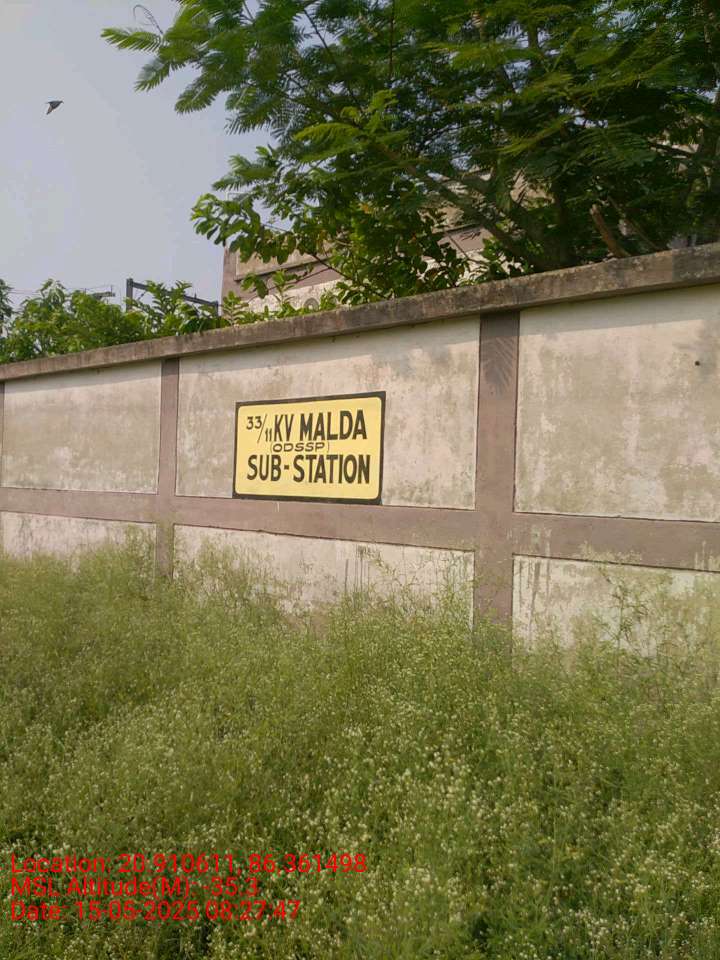 33/11 KV MALDA
(ODSSP)
SUB-STATION
Location: 20.910611, 86.361498
MSL Altitude(M): -35.3
Date: 15-05-2025 08:27:47